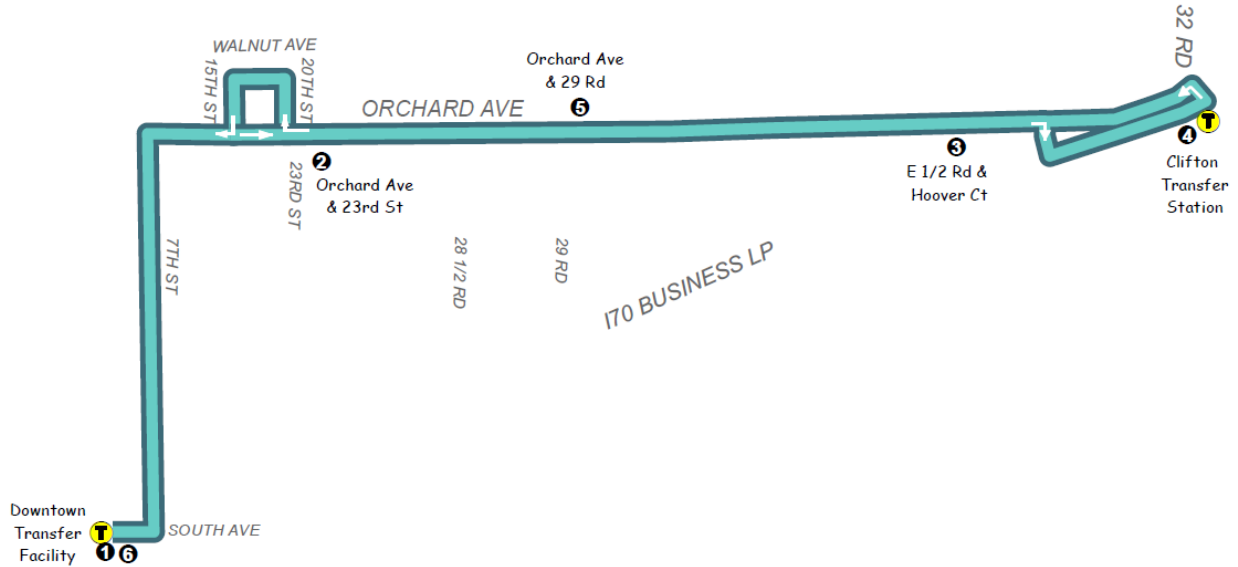 32 RD
WALNUT AVE
15TH ST
20TH ST
Orchard Ave
& 29 Rd
5
ORCHARD AVE
2
Orchard Ave
& 23rd St
23RD ST
3
E 1/2 Rd &
Hoover Ct
4
T
Clifton
Transfer
Station
7TH ST
28 1/2 RD
29 RD
I70 BUSINESS LP
Downtown
Transfer
Facility
T
1 6
SOUTH AVE